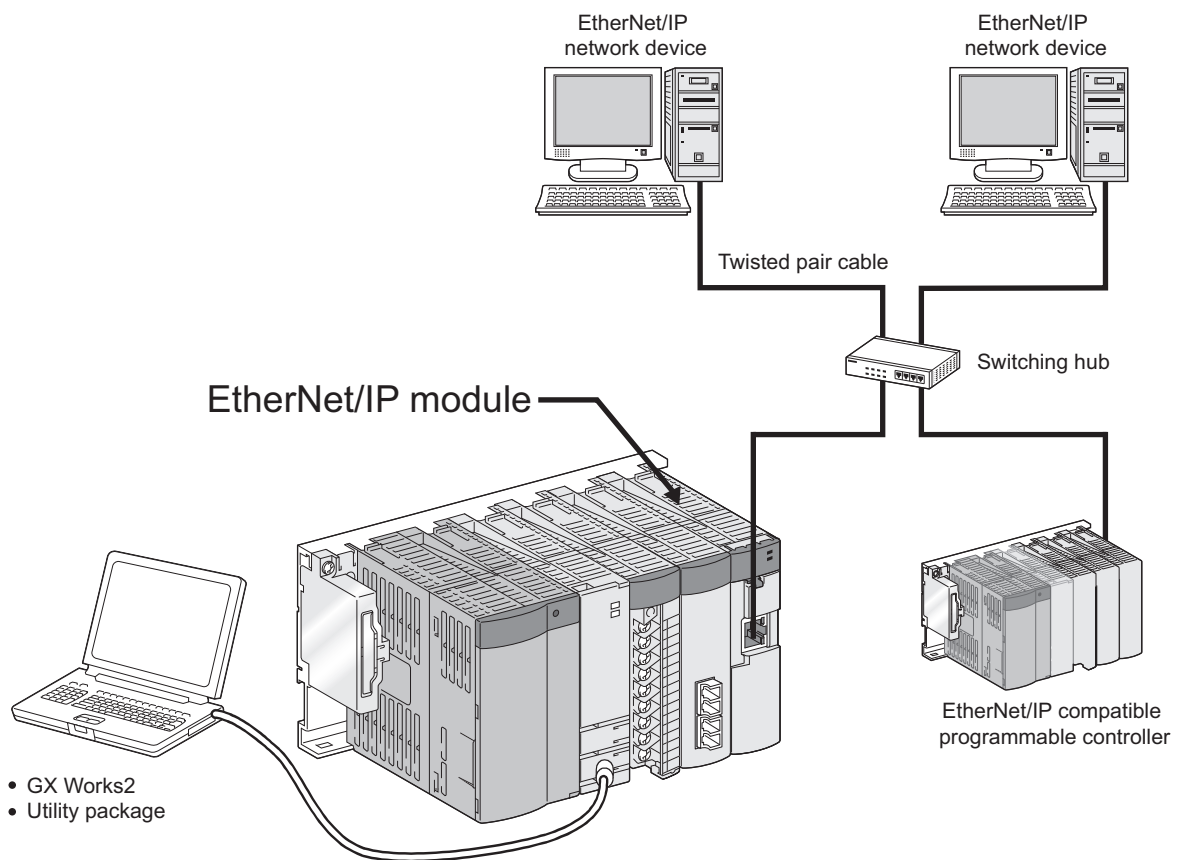 EtherNet/IP
network device
EtherNet/IP
network device
Twisted pair cable
Switching hub
EtherNet/IP module
EtherNet/IP compatible
programmable controller
• GX Works2
• Utility package